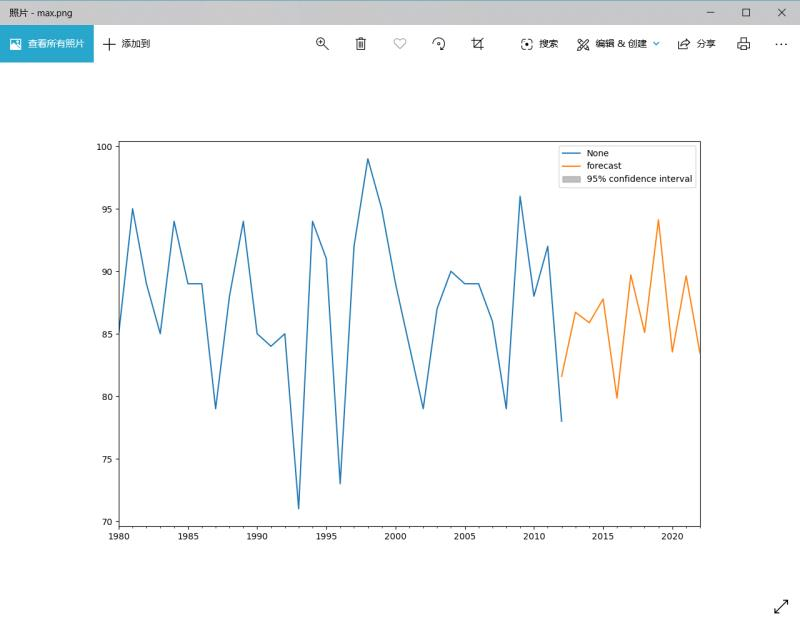 照片 - max.png
查看所有照片
添加到
搜索
编辑 & 创建
分享
None
forecast
95% confidence interval
100
95
90
85
80
75
70
1980 1985 1990 1995 2000 2005 2010 2015 2020